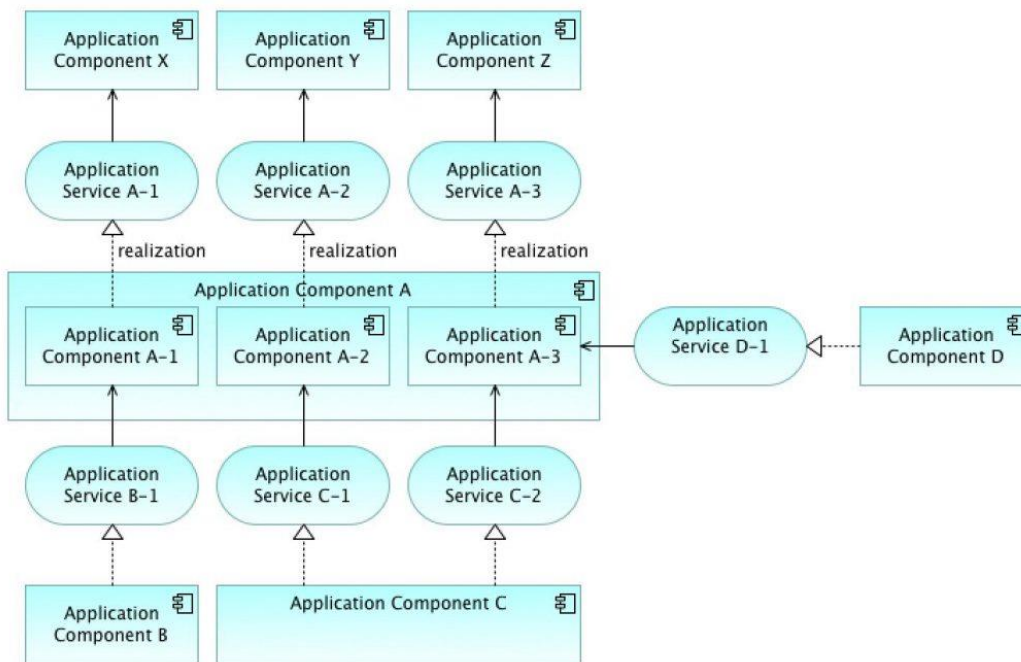 Application
Component X
Application
Component Y
Application
Component Z
Application
Service A-1
Application
Service A-2
Application
Service A-3
realization
realization
realization
Application Component A
Application
Component A-1
Application
Component A-2
Application
Component A-3
Application
Service D-1
Application
Component D
Application
Service B-1
Application
Service C-1
Application
Service C-2
Application
Component B
Application Component C